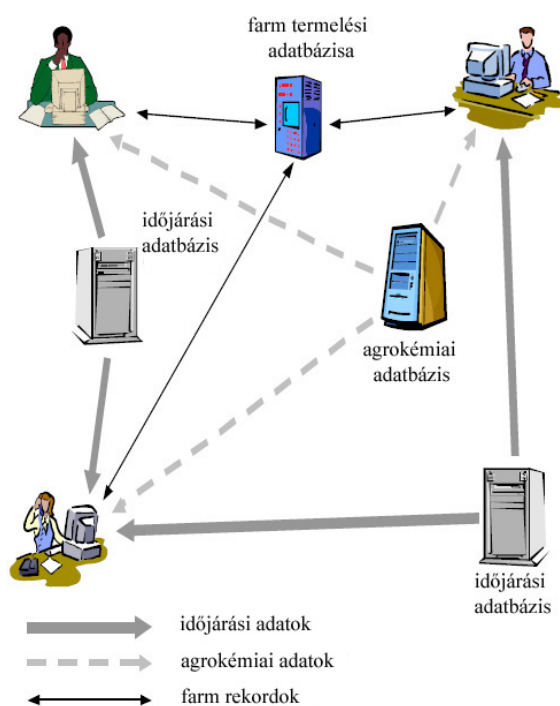 farm termelési
adatbázisa
időjárási
adatbázis
agrokémiai
adatbázis
időjárási
adatbázis
időjárási adatok
agrokémiai adatok
farm rekordok